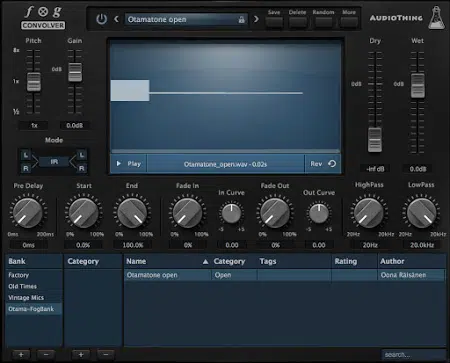 fog
CONVOLVER
Otamatone open
Save Delete Random More
AUDIOTHING
Pitch Gain
8x
1x
½
0dB
1x 0.0dB
Mode
L R IR L R
Play Otamatone_open.wav - 0.02s Rev
Dry Wet
0dB 0dB
-inf dB 0.0dB
Pre Delay Start End Fade In In Curve Fade Out Out Curve HighPass LowPass
0ms 200ms 0% 100% 0% 100% 0% 100% -5 +5 0% 100% -5 +5 20Hz 20kHz 20Hz 20kHz
0ms 0.0% 100.0% 0% 0.00 0% 0.00 20Hz 20.0kHz
Bank Category Name Category Tags Rating Author
Factory
Old Times
Vintage Mics
Otama-FogBank
Otamatone open Open Oona Räisänen
+ − + −
search...